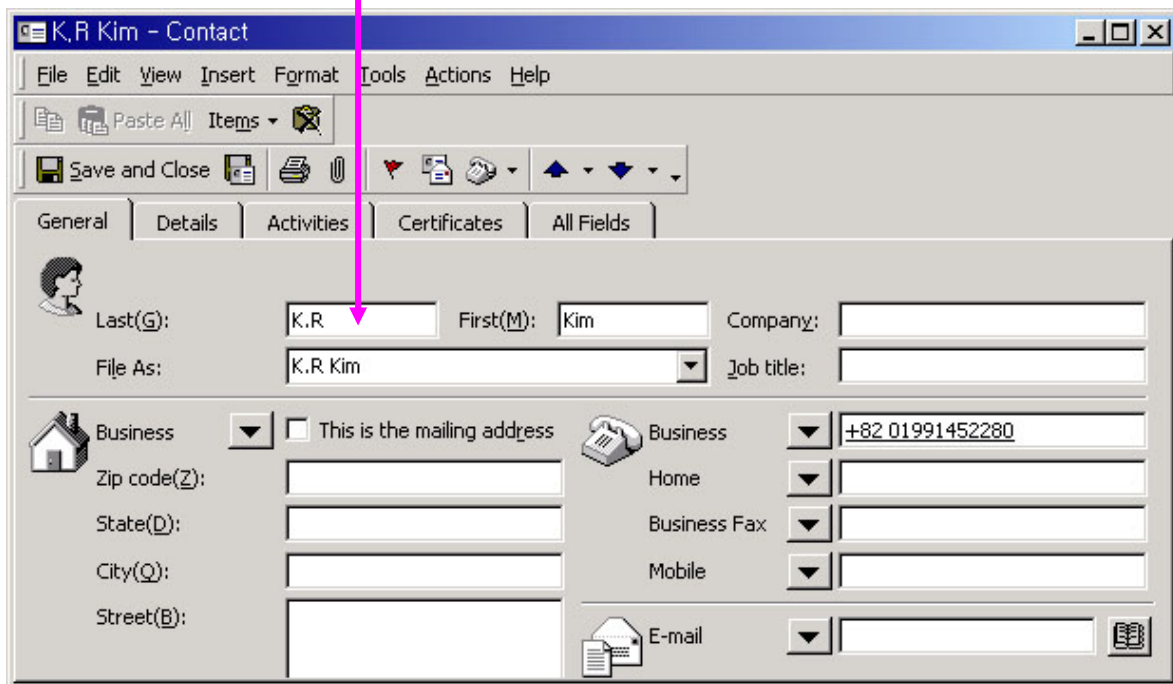 K,R Kim - Contact
File Edit View Insert Format Tools Actions Help
Paste All Items
Save and Close
General Details Activities Certificates All Fields
Last(G): K.R First(M): Kim Company:
File As: K.R Kim Job title:
Business This is the mailing address Business +82 01991452280
Zip code(Z): Home
State(D): Business Fax
City(Q): Mobile
Street(B):
E-mail